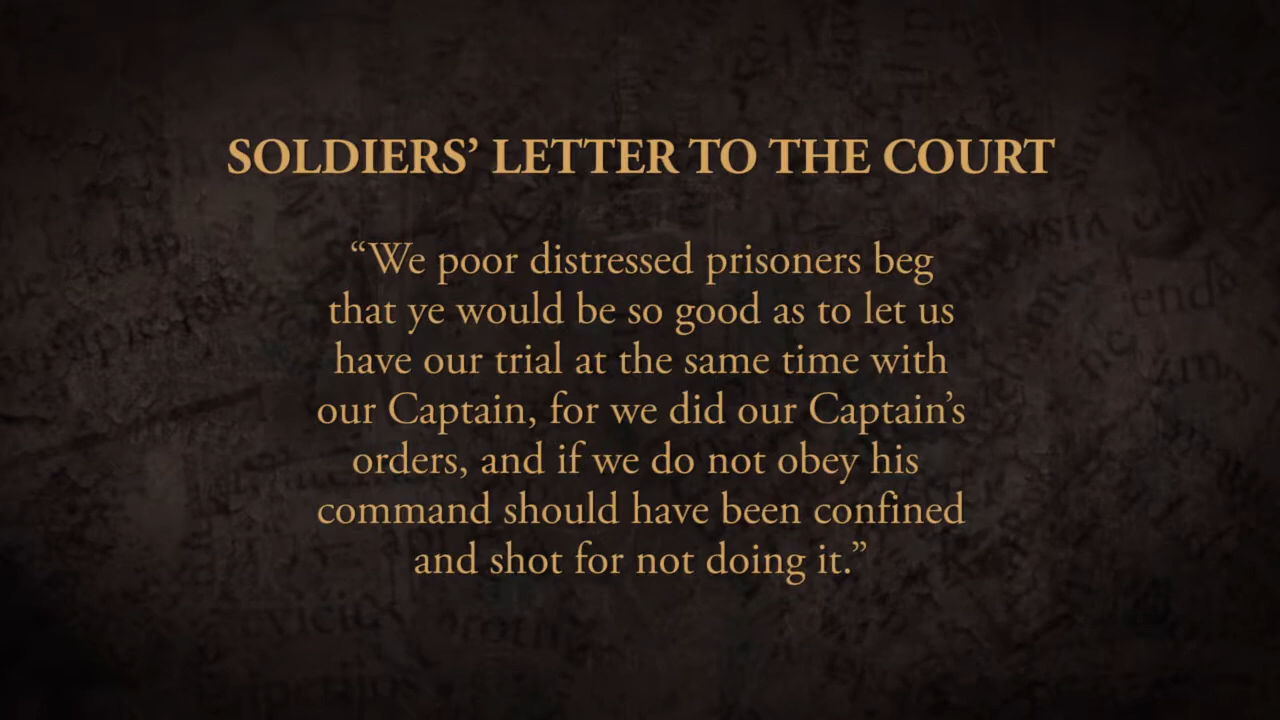 SOLDIERS’ LETTER TO THE COURT
“We poor distressed prisoners beg
that ye would be so good as to let us
have our trial at the same time with
our Captain, for we did our Captain’s
orders, and if we do not obey his
command should have been confined
and shot for not doing it.”